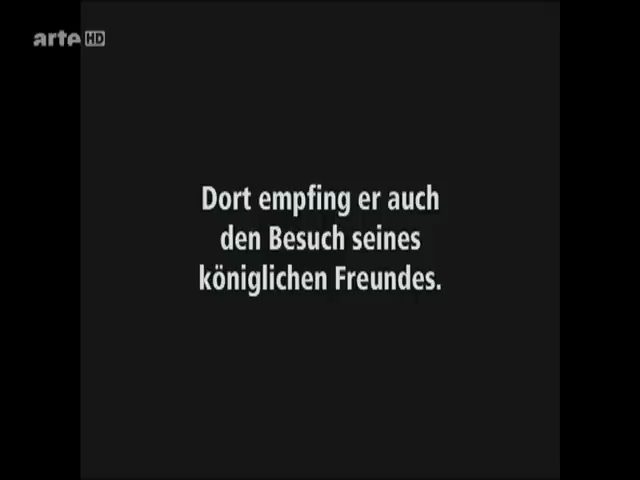 arte HD
Dort empfing er auch
den Besuch seines
königlichen Freundes.